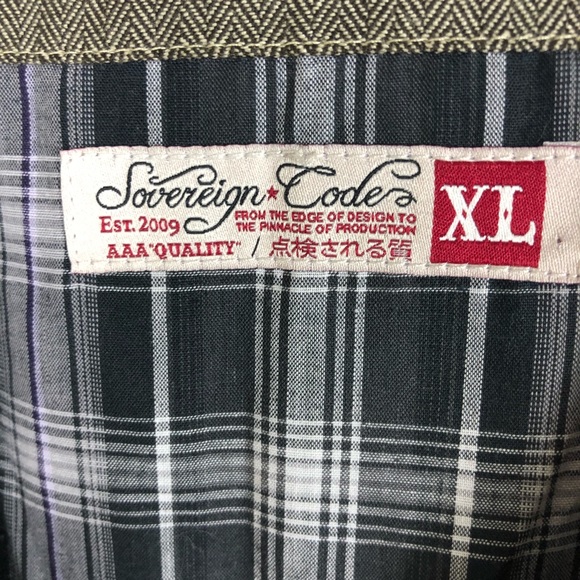 Sovereign★Code
EST. 2009
FROM THE EDGE OF DESIGN TO
THE PINNACLE OF PRODUCTION
AAA"QUALITY" / 点検される質
XL